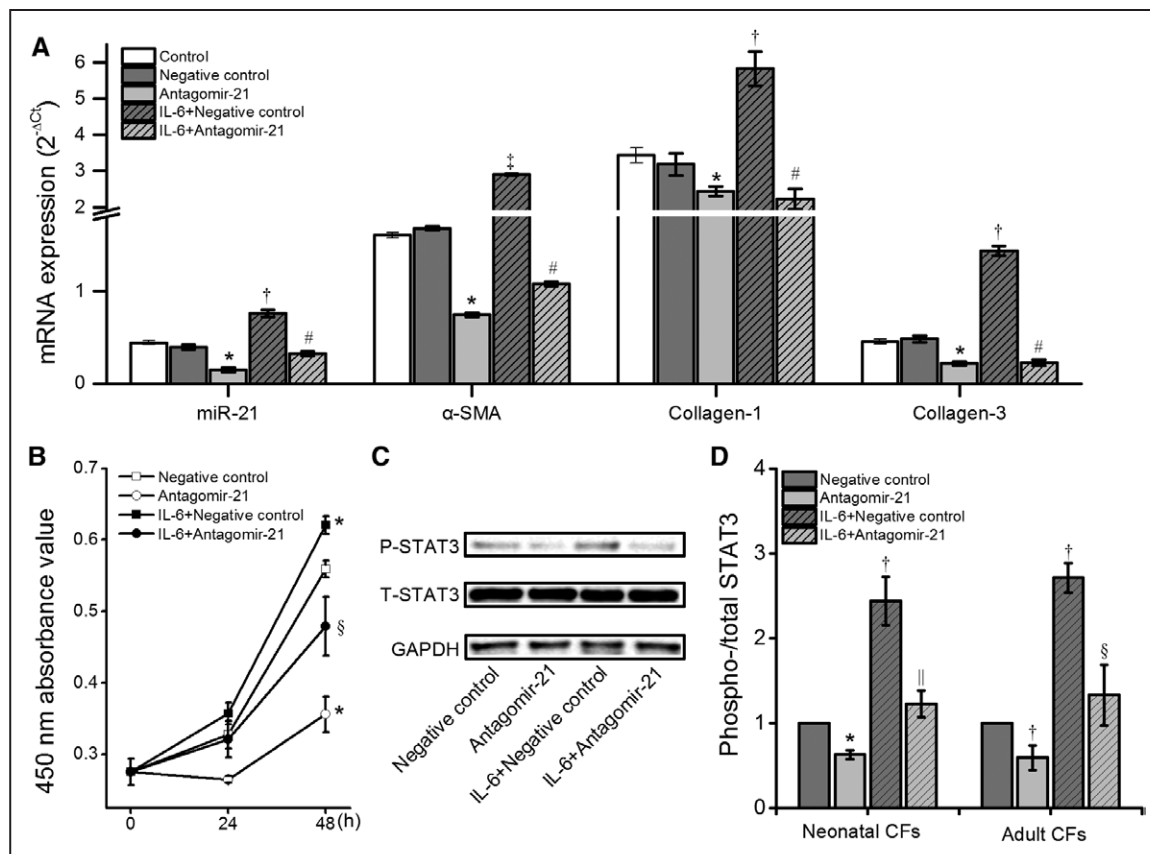 A
Control
Negative control
Antagomir-21
IL-6+Negative control
IL-6+Antagomir-21
mRNA expression (2^-ΔCt)
6
5
4
3
2
1
0
* † #
* ‡ #
* † #
* † #
miR-21
α-SMA
Collagen-1
Collagen-3
B
Negative control
Antagomir-21
IL-6+Negative control
IL-6+Antagomir-21
450 nm absorbance value
0.7
0.6
0.5
0.4
0.3
*
§
*
0 24 48 (h)
C
P-STAT3
T-STAT3
GAPDH
Negative control
Antagomir-21
IL-6+Negative control
IL-6+Antagomir-21
D
Negative control
Antagomir-21
IL-6+Negative control
IL-6+Antagomir-21
Phospho-/total STAT3
4
3
2
1
0
* † ||
† † §
Neonatal CFs
Adult CFs